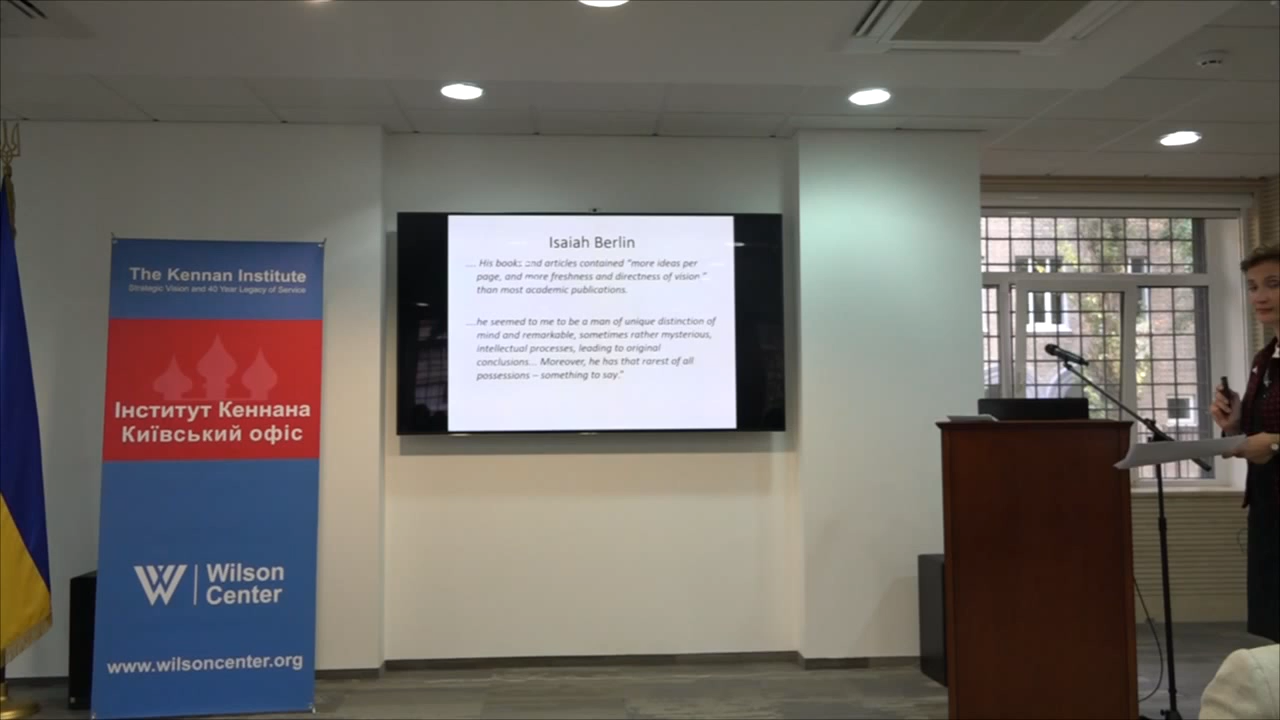 The Kennan Institute
Strategic Vision and 40 Year Legacy of Service
Інститут Кеннана
Київський офіс
W Wilson
Center
www.wilsoncenter.org
Isaiah Berlin
.... His books and articles contained "more ideas per
page, and more freshness and directness of vision"
than most academic publications.
....he seemed to me to be a man of unique distinction of
mind and remarkable, sometimes rather mysterious,
intellectual processes, leading to original
conclusions... Moreover, he has that rarest of all
possessions – something to say."